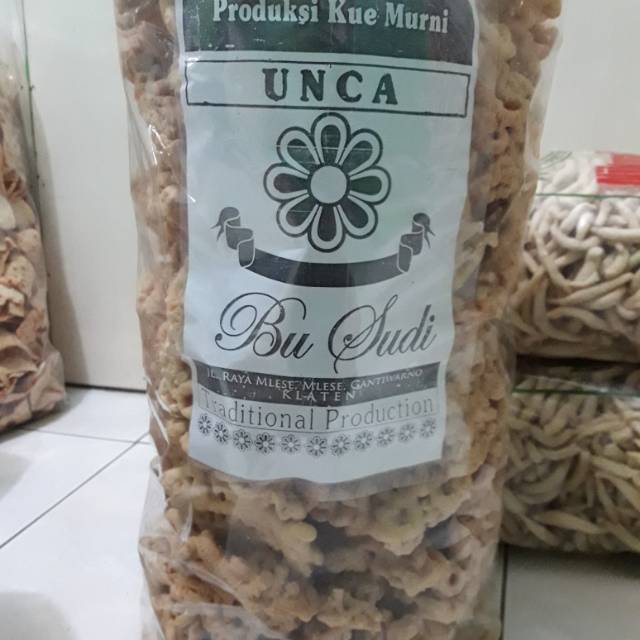 Produksi Kue Murni
UNCA
Bu Sudi
JL. RAYA MLESE, MLESE, GANTIWARNO
KLATEN
Traditional Production